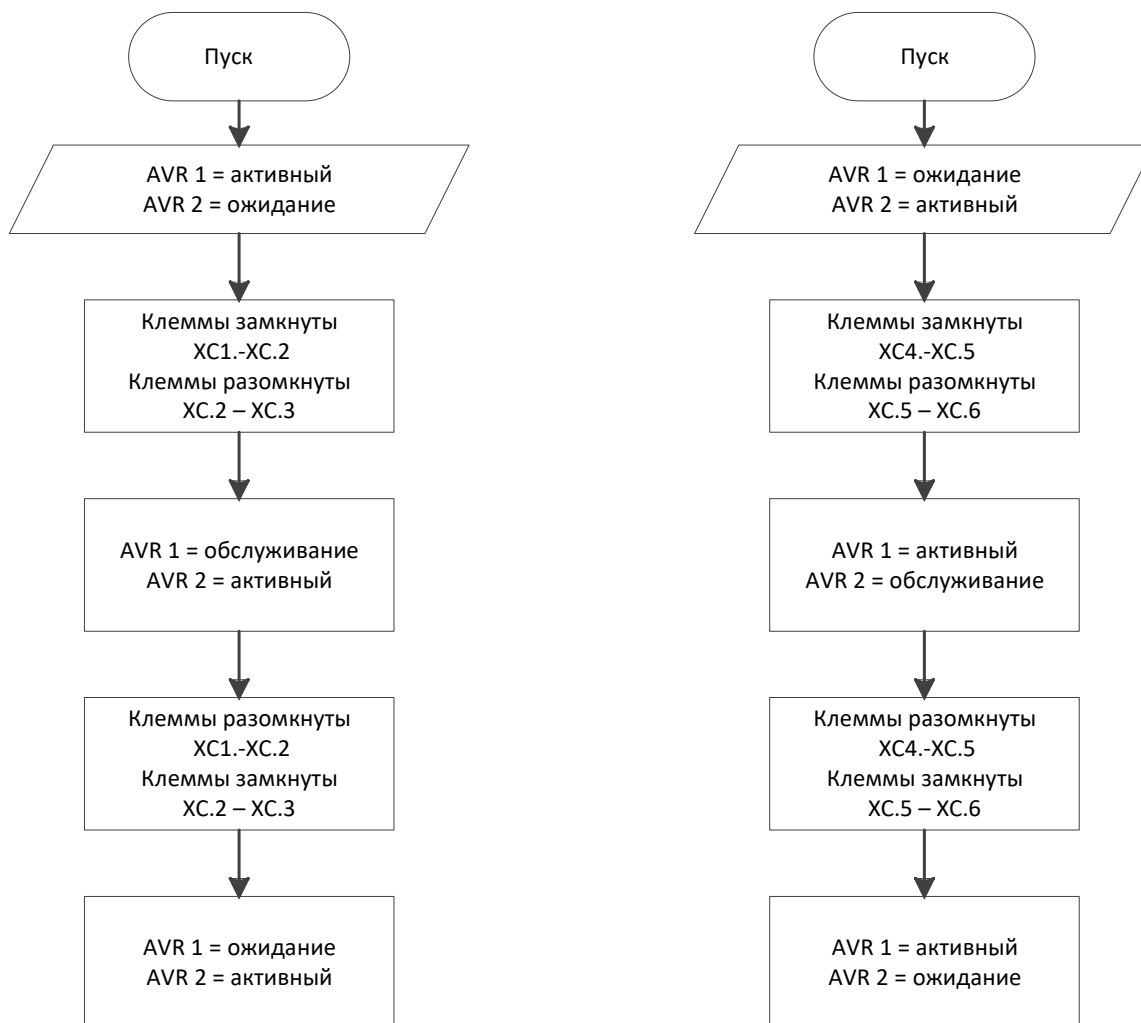 Пуск
AVR 1 = активный
AVR 2 = ожидание
Клеммы замкнуты
XC1.-XC.2
Клеммы разомкнуты
XC.2 – XC.3
AVR 1 = обслуживание
AVR 2 = активный
Клеммы разомкнуты
XC1.-XC.2
Клеммы замкнуты
XC.2 – XC.3
AVR 1 = ожидание
AVR 2 = активный
Пуск
AVR 1 = ожидание
AVR 2 = активный
Клеммы замкнуты
XC4.-XC.5
Клеммы разомкнуты
XC.5 – XC.6
AVR 1 = активный
AVR 2 = обслуживание
Клеммы разомкнуты
XC4.-XC.5
Клеммы замкнуты
XC.5 – XC.6
AVR 1 = активный
AVR 2 = ожидание